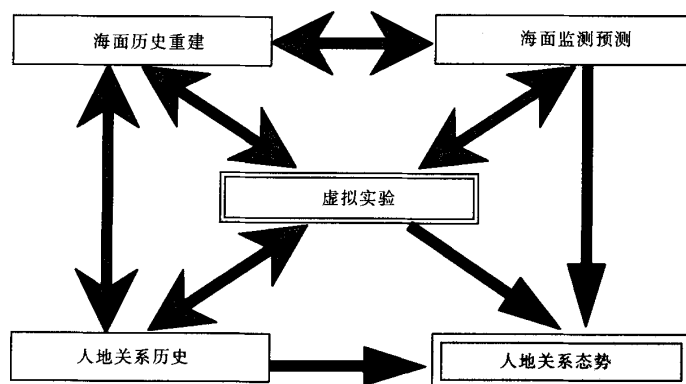 海面历史重建
海面监测预测
虚拟实验
人地关系历史
人地关系态势